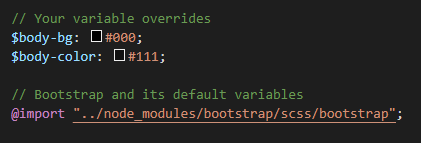 // Your variable overrides
$body-bg: #000;
$body-color: #111;
// Bootstrap and its default variables
@import "../node_modules/bootstrap/scss/bootstrap";